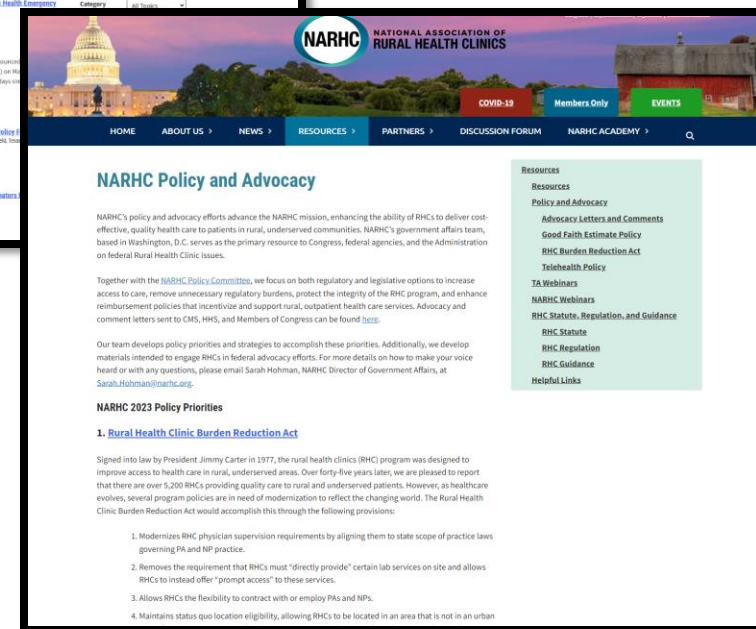 Health Emergency
Category
All Topics
NARHC
NATIONAL ASSOCIATION OF
RURAL HEALTH CLINICS
COVID-19
Members Only
EVENTS
HOME ABOUT US > NEWS > RESOURCES > PARTNERS > DISCUSSION FORUM NARHC ACADEMY >
NARHC Policy and Advocacy
NARHC's policy and advocacy efforts advance the NARHC mission, enhancing the ability of RHCs to deliver cost-
effective, quality health care to patients in rural, underserved communities. NARHC's government affairs team,
based in Washington, D.C. serves as the primary resource to Congress, federal agencies, and the Administration
on federal Rural Health Clinic issues.
Together with the NARHC Policy Committee, we focus on both regulatory and legislative options to increase
access to care, remove unnecessary regulatory burdens, protect the integrity of the RHC program, and enhance
reimbursement policies that incentivize and support rural, outpatient health care services. Advocacy and
comment letters sent to CMS, HHS, and Members of Congress can be found here.
Our team develops policy priorities and strategies to accomplish these priorities. Additionally, we develop
materials intended to engage RHCs in federal advocacy efforts. For more details on how to make your voice
heard or with any questions, please email Sarah Hohman, NARHC Director of Government Affairs, at
Sarah.Hohman@narhc.org.
NARHC 2023 Policy Priorities
1. Rural Health Clinic Burden Reduction Act
Signed into law by President Jimmy Carter in 1977, the rural health clinics (RHC) program was designed to
improve access to health care in rural, underserved areas. Over forty-five years later, we are pleased to report
that there are over 5,200 RHCs providing quality care to rural and underserved patients. However, as healthcare
evolves, several program policies are in need of modernization to reflect the changing world. The Rural Health
Clinic Burden Reduction Act would accomplish this through the following provisions:
1. Modernizes RHC physician supervision requirements by aligning them to state scope of practice laws
governing PA and NP practice.
2. Removes the requirement that RHCs must "directly provide" certain lab services on site and allows
RHCs to instead offer "prompt access" to these services.
3. Allows RHCs the flexibility to contract with or employ PAs and NPs.
4. Maintains status quo location eligibility, allowing RHCs to be located in an area that is not in an urban
Resources
Resources
Policy and Advocacy
Advocacy Letters and Comments
Good Faith Estimate Policy
RHC Burden Reduction Act
Telehealth Policy
TA Webinars
NARHC Webinars
RHC Statute, Regulation, and Guidance
RHC Statute
RHC Regulation
RHC Guidance
Helpful Links